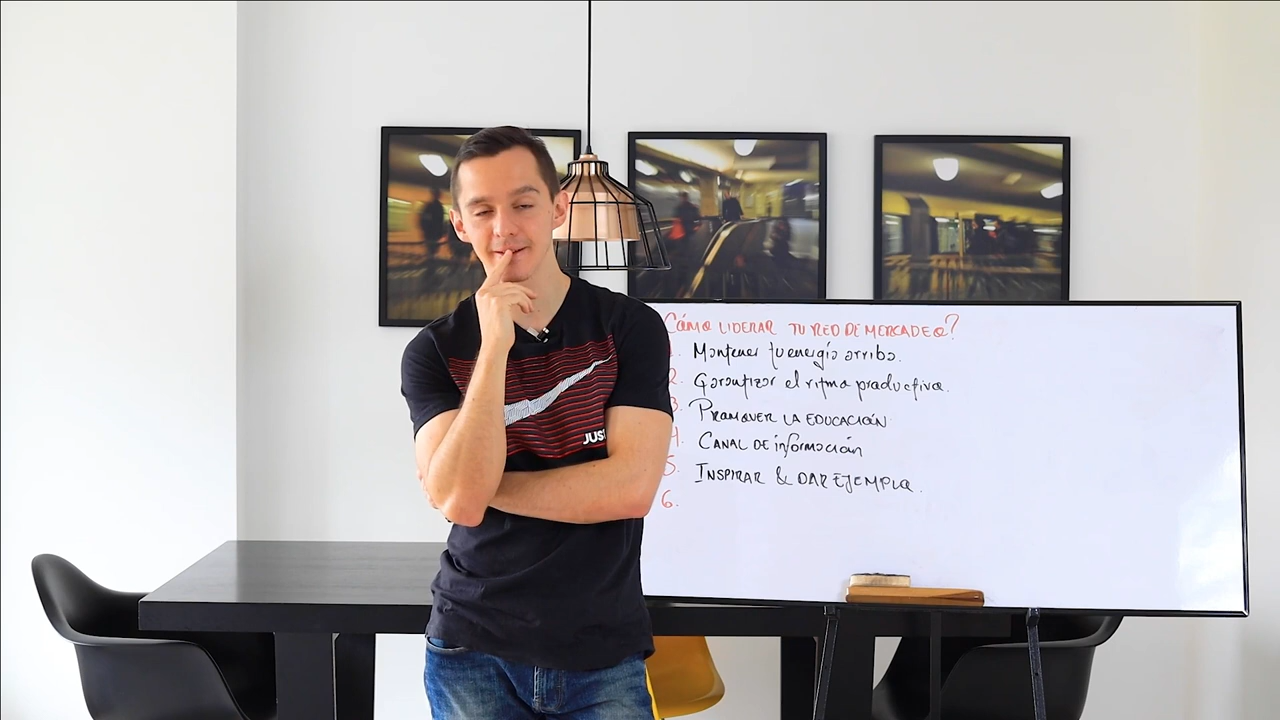 Cómo LIDERAR TU RED DE MERCADEO?
1. Mantener tu energía arriba.
2. Garantizar el ritmo productivo.
3. PROMOVER LA EDUCACIÓN
4. CANAL DE información
5. INSPIRAR & DAR EJEMPLO.
6.
JUS